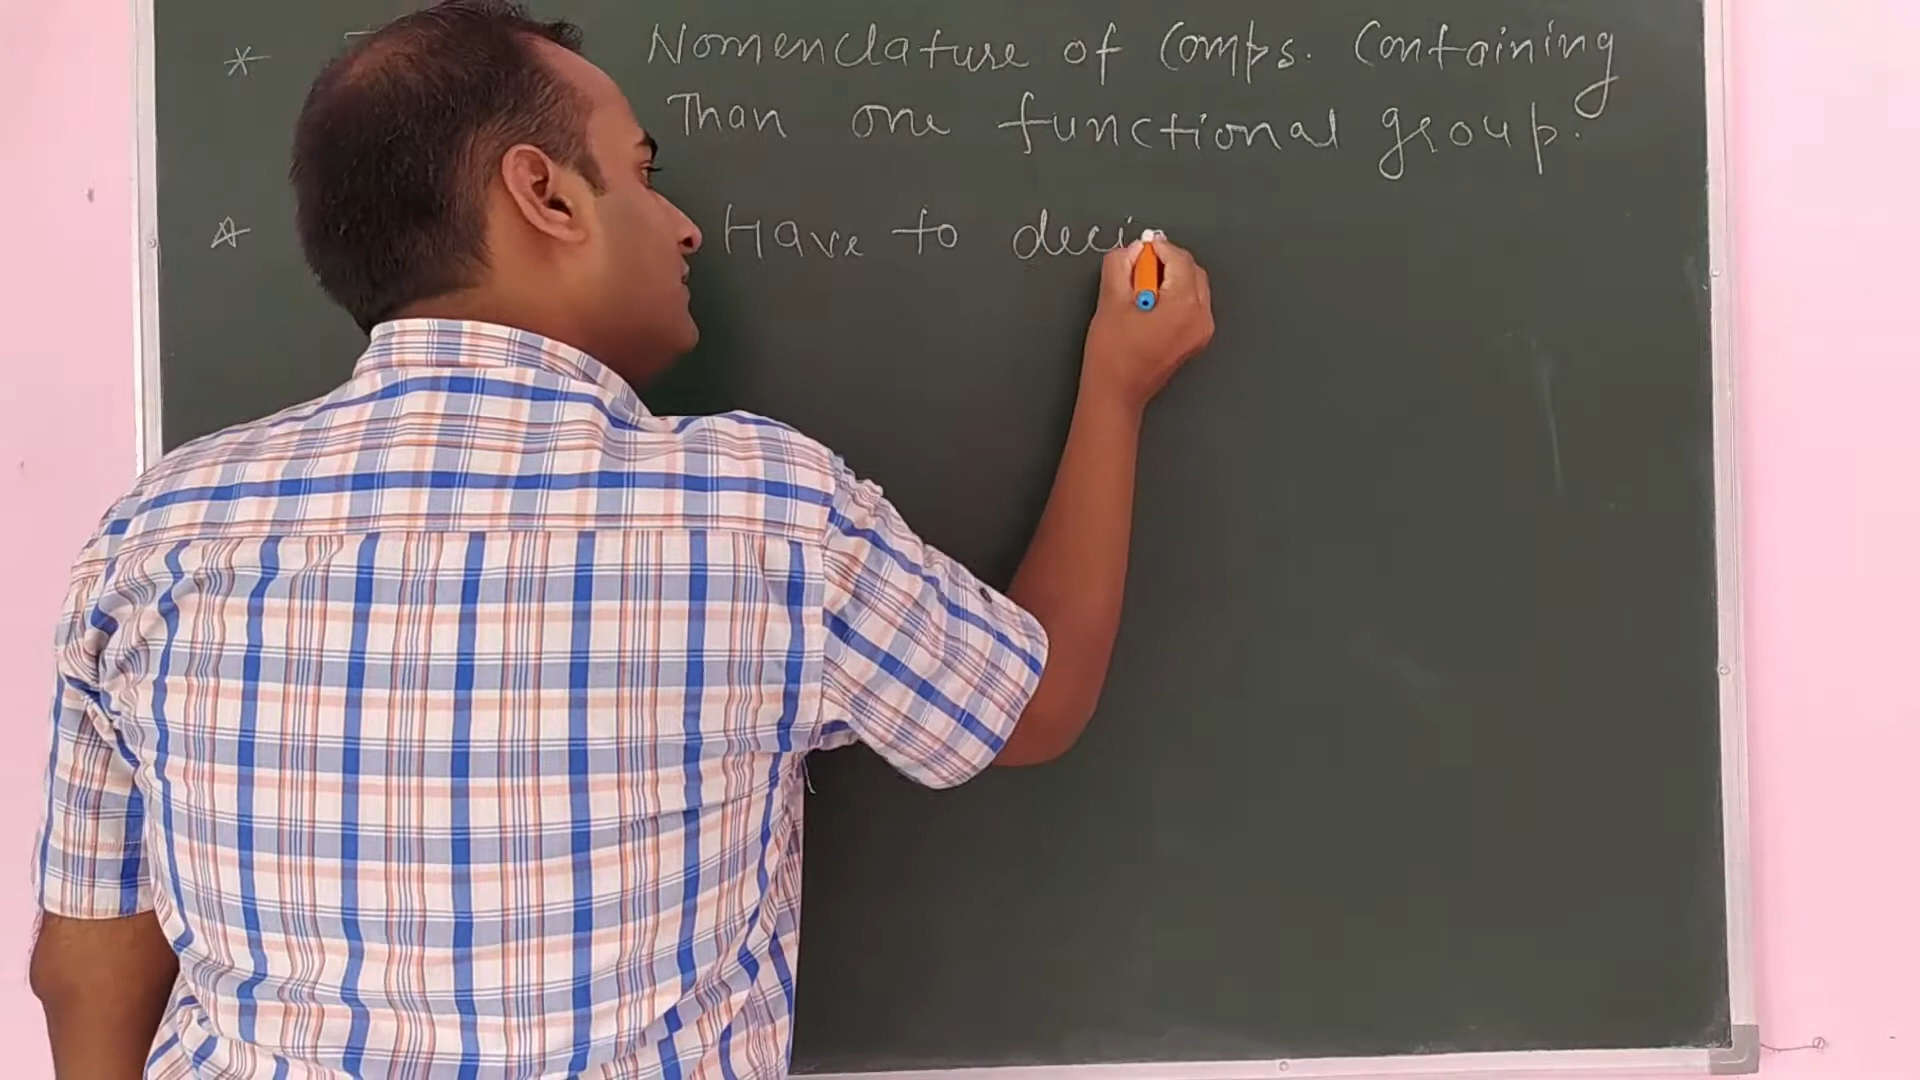 * Nomenclature of Comps. Containing
Than one functional group.
* Have to deci